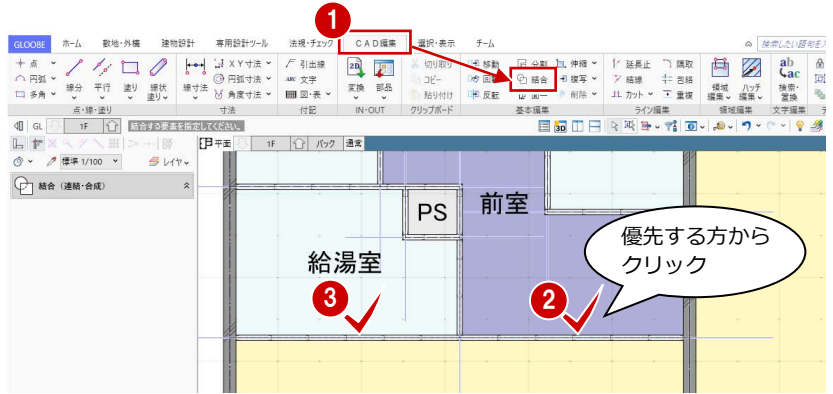 1
GLOOBE ホーム 敷地・外構 建物設計 専用設計ツール 法規・チェック ＣＡＤ編集 選択・表示 チーム 検索したい語句を入
点 XY寸法 引出線 切り取り 移動 分割 伸縮 延長止 隅取
円弧 線分 平行 塗り 線状塗り 線寸法 円弧寸法 ABC 文字 変換 部品 コピー 回転 結合 複写 結線 包絡 領域編集 ハッチ編集 検索・置換
多角 角度寸法 図・表 貼り付け 反転 面一 削除 カット 重複
点・線・塗り 寸法 付記 IN・OUT クリップボード 基本編集 ライン編集 領域編集 文字編集
GL 1F 結合する要素を指定してください。
平面 1F バック 通常
標準 1/100 レイヤ
結合（連結・合成）
PS
前室
給湯室
優先する方から
クリック
3
2